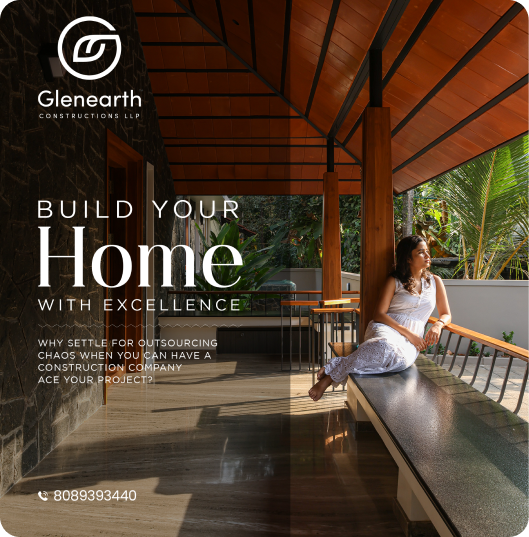 Glenearth
CONSTRUCTIONS LLP
BUILD YOUR
Home
WITH EXCELLENCE
WHY SETTLE FOR OUTSOURCING
CHAOS WHEN YOU CAN HAVE A
CONSTRUCTION COMPANY
ACE YOUR PROJECT?
8089393440